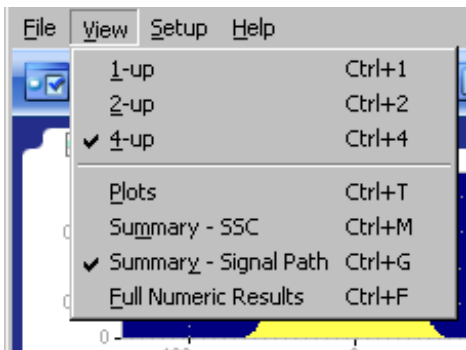 File View Setup Help
1-up Ctrl+1
2-up Ctrl+2
4-up Ctrl+4
Plots Ctrl+T
Summary - SSC Ctrl+M
Summary - Signal Path Ctrl+G
Full Numeric Results Ctrl+F
0